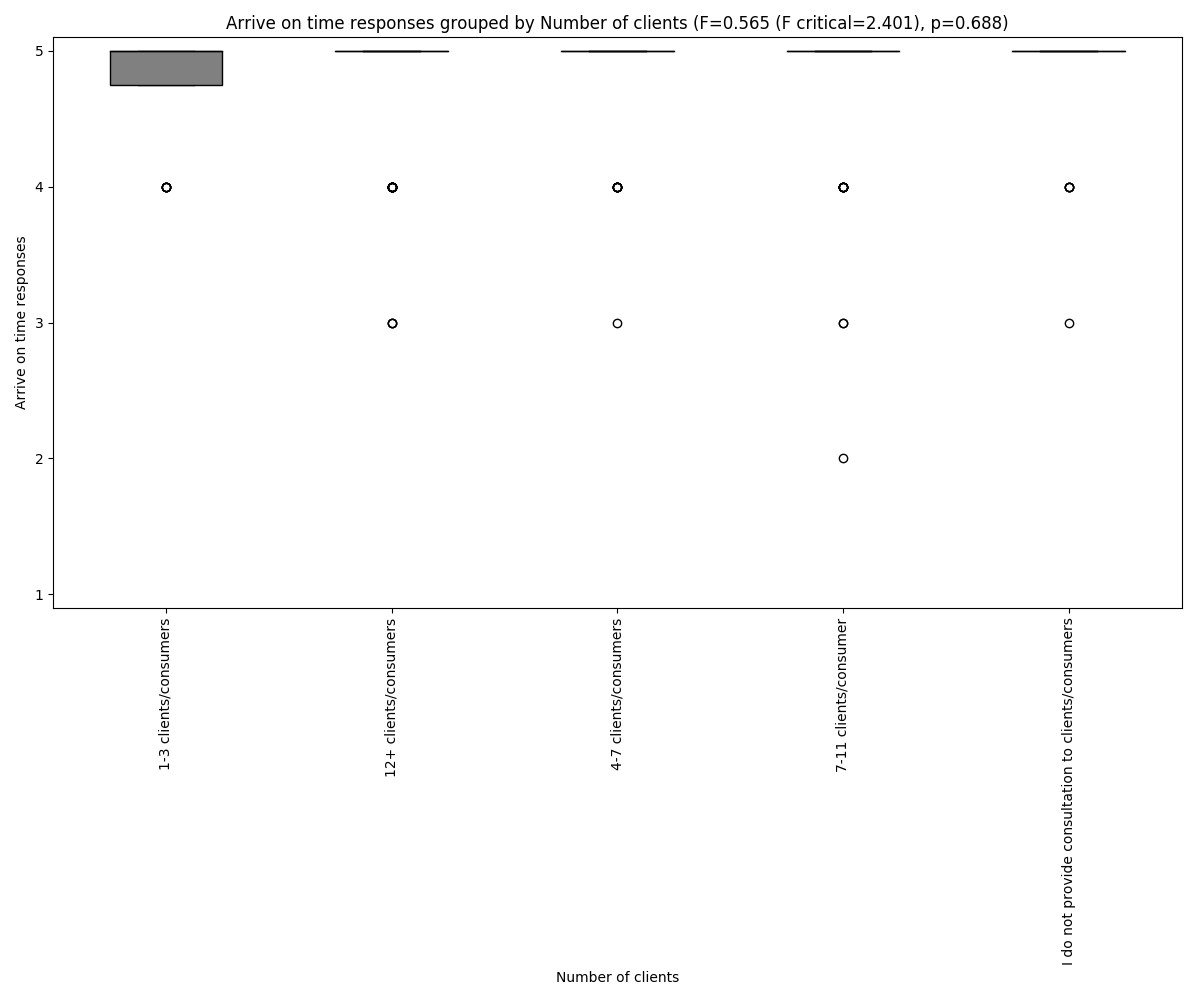 Arrive on time responses grouped by Number of clients (F=0.565 (F critical=2.401), p=0.688)
Arrive on time responses
5
4
3
2
1
1-3 clients/consumers
12+ clients/consumers
4-7 clients/consumers
7-11 clients/consumer
I do not provide consultation to clients/consumers
Number of clients